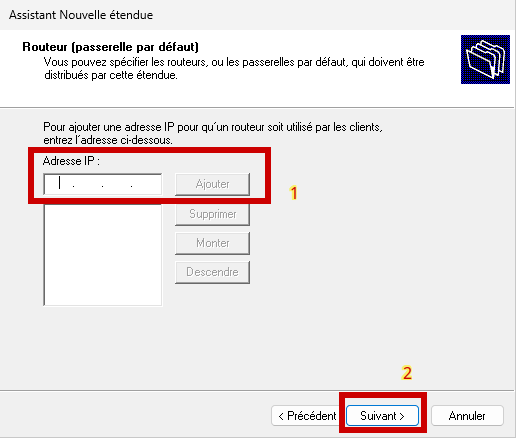 Assistant Nouvelle étendue
Routeur (passerelle par défaut)
Vous pouvez spécifier les routeurs, ou les passerelles par défaut, qui doivent être
distribués par cette étendue.
Pour ajouter une adresse IP pour qu'un routeur soit utilisé par les clients,
entrez l'adresse ci-dessous.
Adresse IP :
. . .
Ajouter
1
Supprimer
Monter
Descendre
2
< Précédent
Suivant >
Annuler